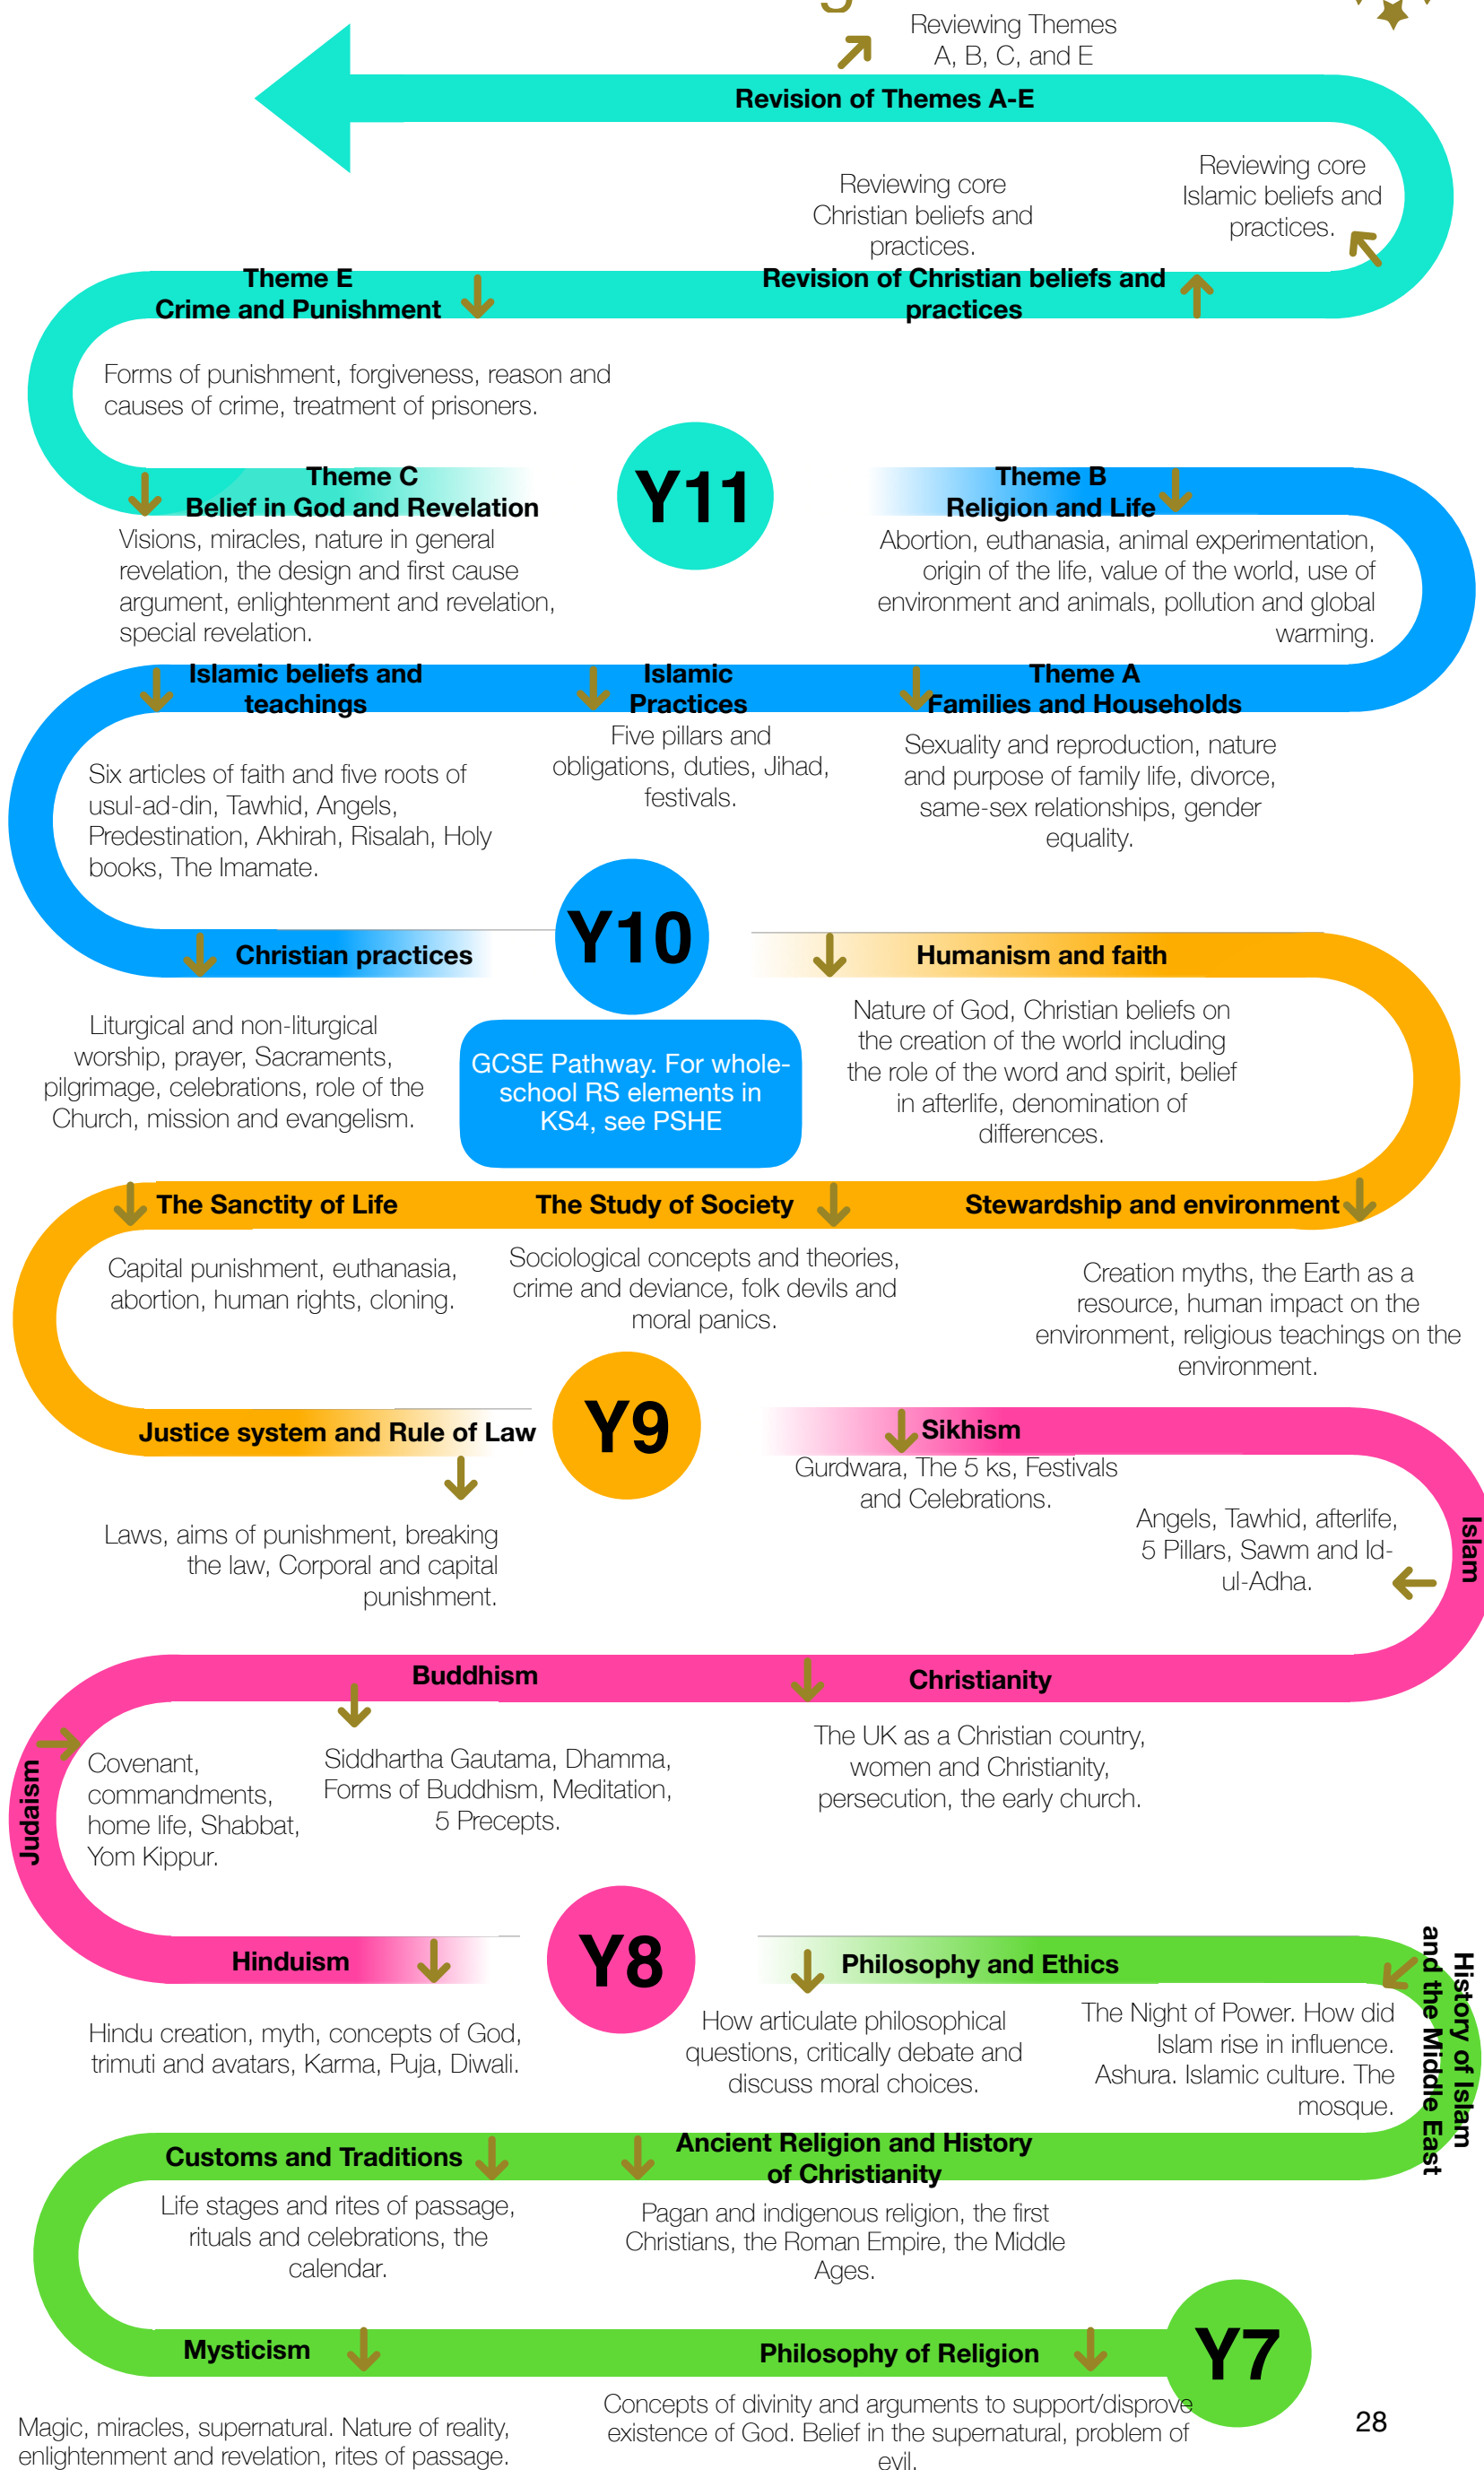 Reviewing Themes
A, B, C, and E
Revision of Themes A-E
Reviewing core
Islamic beliefs and
practices.
Reviewing core
Christian beliefs and
practices.
Theme E
Crime and Punishment
Revision of Christian beliefs and
practices
Forms of punishment, forgiveness, reason and
causes of crime, treatment of prisoners.
Y11
Theme C
Belief in God and Revelation
Visions, miracles, nature in general
revelation, the design and first cause
argument, enlightenment and revelation,
special revelation.
Theme B
Religion and Life
Abortion, euthanasia, animal experimentation,
origin of the life, value of the world, use of
environment and animals, pollution and global
warming.
Islamic beliefs and
teachings
Six articles of faith and five roots of
usul-ad-din, Tawhid, Angels,
Predestination, Akhirah, Risalah, Holy
books, The Imamate.
Islamic
Practices
Five pillars and
obligations, duties, Jihad,
festivals.
Theme A
Families and Households
Sexuality and reproduction, nature
and purpose of family life, divorce,
same-sex relationships, gender
equality.
Y10
Christian practices
Liturgical and non-liturgical
worship, prayer, Sacraments,
pilgrimage, celebrations, role of the
Church, mission and evangelism.
GCSE Pathway. For whole-
school RS elements in
KS4, see PSHE
Humanism and faith
Nature of God, Christian beliefs on
the creation of the world including
the role of the word and spirit, belief
in afterlife, denomination of
differences.
The Sanctity of Life
Capital punishment, euthanasia,
abortion, human rights, cloning.
The Study of Society
Sociological concepts and theories,
crime and deviance, folk devils and
moral panics.
Stewardship and environment
Creation myths, the Earth as a
resource, human impact on the
environment, religious teachings on the
environment.
Justice system and Rule of Law
Laws, aims of punishment, breaking
the law, Corporal and capital
punishment.
Y9
Sikhism
Gurdwara, The 5 ks, Festivals
and Celebrations.
Islam
Angels, Tawhid, afterlife,
5 Pillars, Sawm and Id-
ul-Adha.
Buddhism
Siddhartha Gautama, Dhamma,
Forms of Buddhism, Meditation,
5 Precepts.
Christianity
The UK as a Christian country,
women and Christianity,
persecution, the early church.
Judaism
Covenant,
commandments,
home life, Shabbat,
Yom Kippur.
Hinduism
Hindu creation, myth, concepts of God,
trimuti and avatars, Karma, Puja, Diwali.
Y8
Philosophy and Ethics
How articulate philosophical
questions, critically debate and
discuss moral choices.
History of Islam
and the Middle East
The Night of Power. How did
Islam rise in influence.
Ashura. Islamic culture. The
mosque.
Customs and Traditions
Life stages and rites of passage,
rituals and celebrations, the
calendar.
Ancient Religion and History
of Christianity
Pagan and indigenous religion, the first
Christians, the Roman Empire, the Middle
Ages.
Mysticism
Magic, miracles, supernatural. Nature of reality,
enlightenment and revelation, rites of passage.
Philosophy of Religion
Concepts of divinity and arguments to support/disprove
existence of God. Belief in the supernatural, problem of
evil.
Y7
28